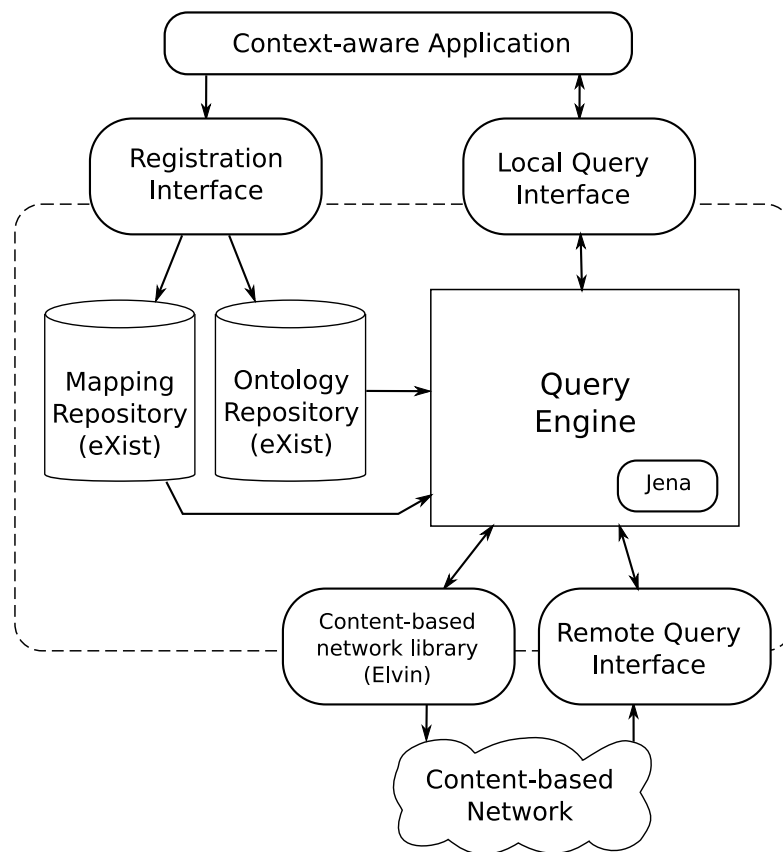 Context-aware Application
Registration
Interface
Local Query
Interface
Mapping
Repository
(eXist)
Ontology
Repository
(eXist)
Query
Engine
Jena
Content-based
network library
(Elvin)
Remote Query
Interface
Content-based
Network